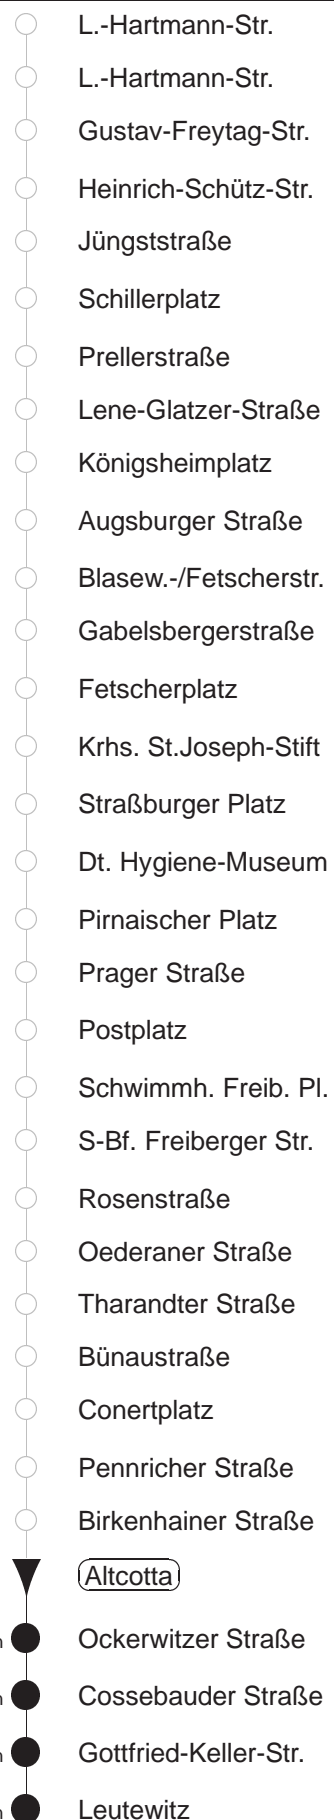 L.-Hartmann-Str.
L.-Hartmann-Str.
Gustav-Freytag-Str.
Heinrich-Schütz-Str.
Jüngststraße
Schillerplatz
Prellerstraße
Lene-Glatzer-Straße
Königsheimplatz
Augsburger Straße
Blasew.-/Fetscherstr.
Gabelsbergerstraße
Fetscherplatz
Krhs. St.Joseph-Stift
Straßburger Platz
Dt. Hygiene-Museum
Pirnaischer Platz
Prager Straße
Postplatz
Schwimmh. Freib. Pl.
S-Bf. Freiberger Str.
Rosenstraße
Oederaner Straße
Tharandter Straße
Bünaustraße
Conertplatz
Pennricher Straße
Birkenhainer Straße
Altcotta
Ockerwitzer Straße
Cossebauder Straße
Gottfried-Keller-Str.
Leutewitz